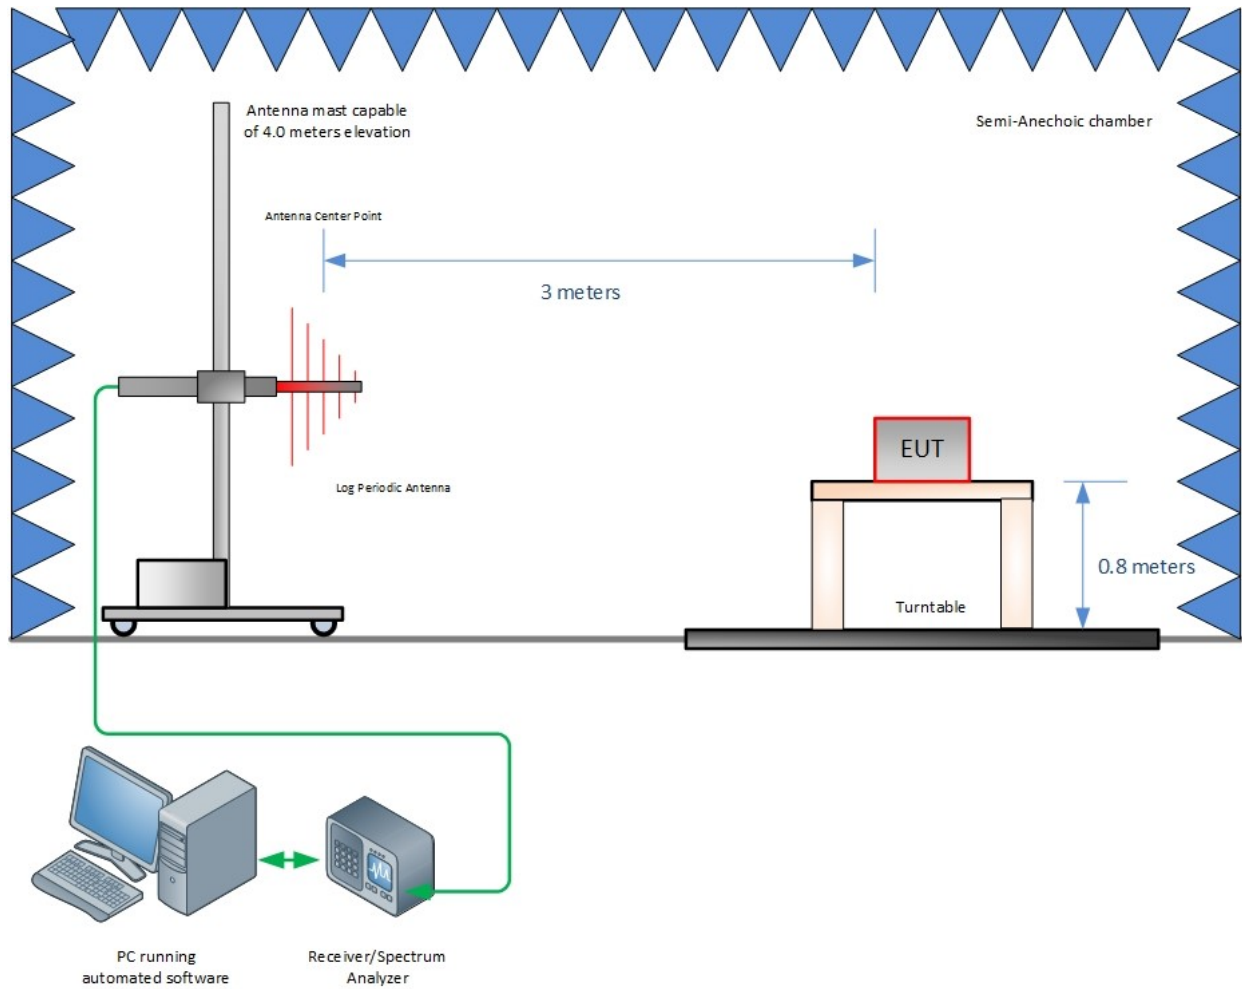 Antenna mast capable
of 4.0 meters elevation
Semi-Anechoic chamber
Antenna Center Point
3 meters
EUT
Log Periodic Antenna
0.8 meters
Turntable
PC running
automated software
Receiver/Spectrum
Analyzer